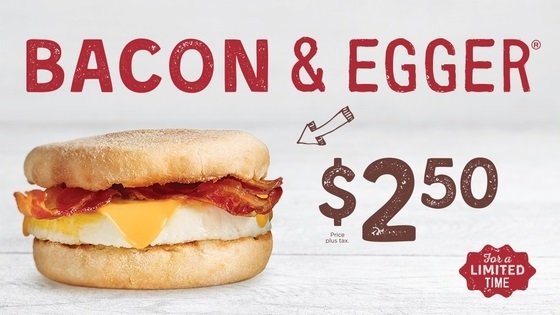 BACON & EGGER®
$2.50
Price
plus tax.
For a
LIMITED
TIME